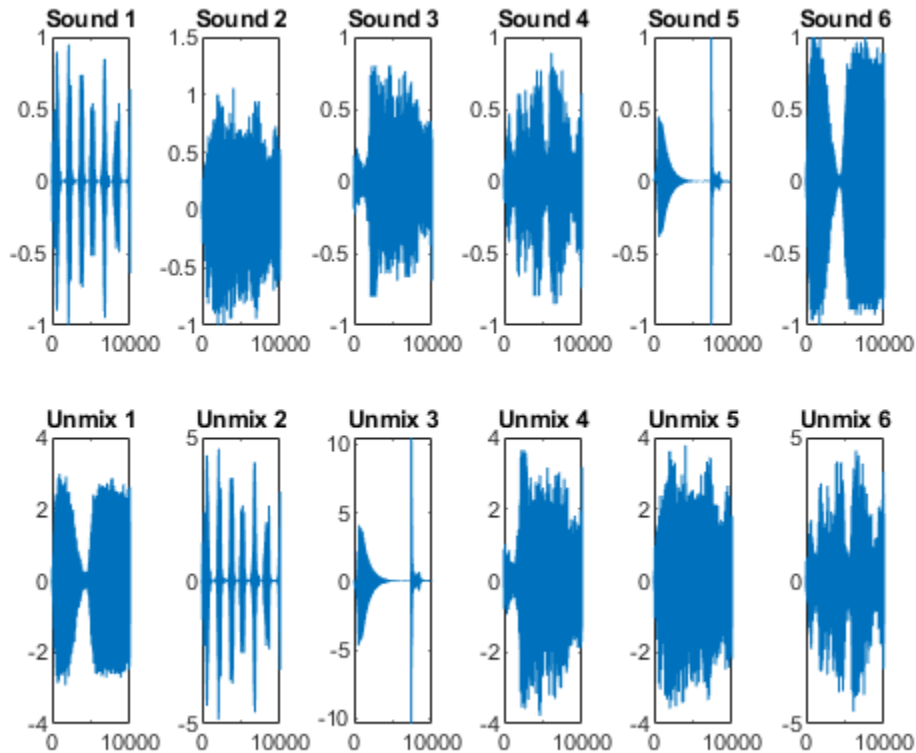 Sound 1 Sound 2 Sound 3 Sound 4 Sound 5 Sound 6
1 1.5 1 1 1 1
1
0.5 0.5 0.5 0.5 0.5
0.5
0 0 0 0 0
0
-0.5 -0.5 -0.5 -0.5 -0.5 -0.5
-1 -1 -1 -1 -1 -1
0 10000 0 10000 0 10000 0 10000 0 10000 0 10000
Unmix 1 Unmix 2 Unmix 3 Unmix 4 Unmix 5 Unmix 6
4 5 10 4 4 5
2 5 2 2
0 0 0 0 0 0
-2 -5 -2 -2
-4 -5 -10 -4 -4 -5
0 10000 0 10000 0 10000 0 10000 0 10000 0 10000